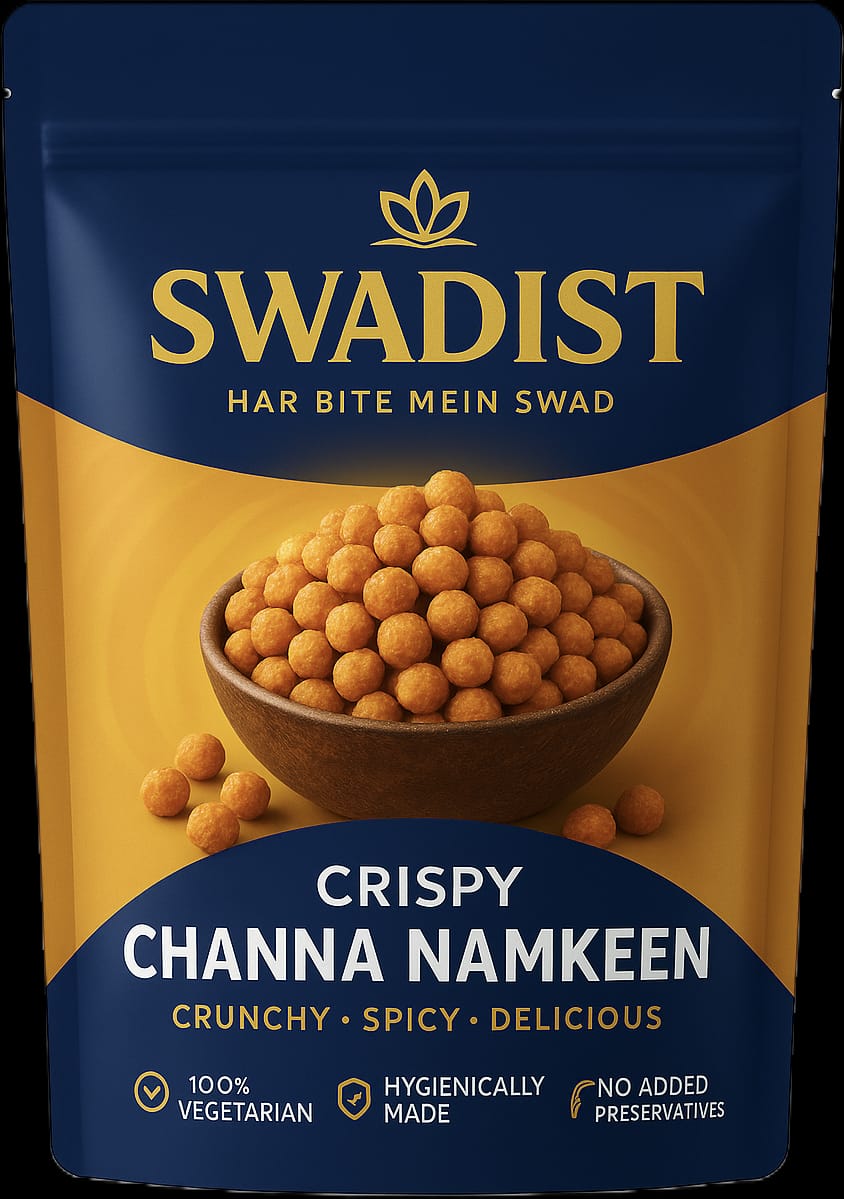 SWADIST
HAR BITE MEIN SWAD
CRISPY
CHANNA NAMKEEN
CRUNCHY · SPICY · DELICIOUS
100%
VEGETARIAN
HYGIENICALLY
MADE
NO ADDED
PRESERVATIVES